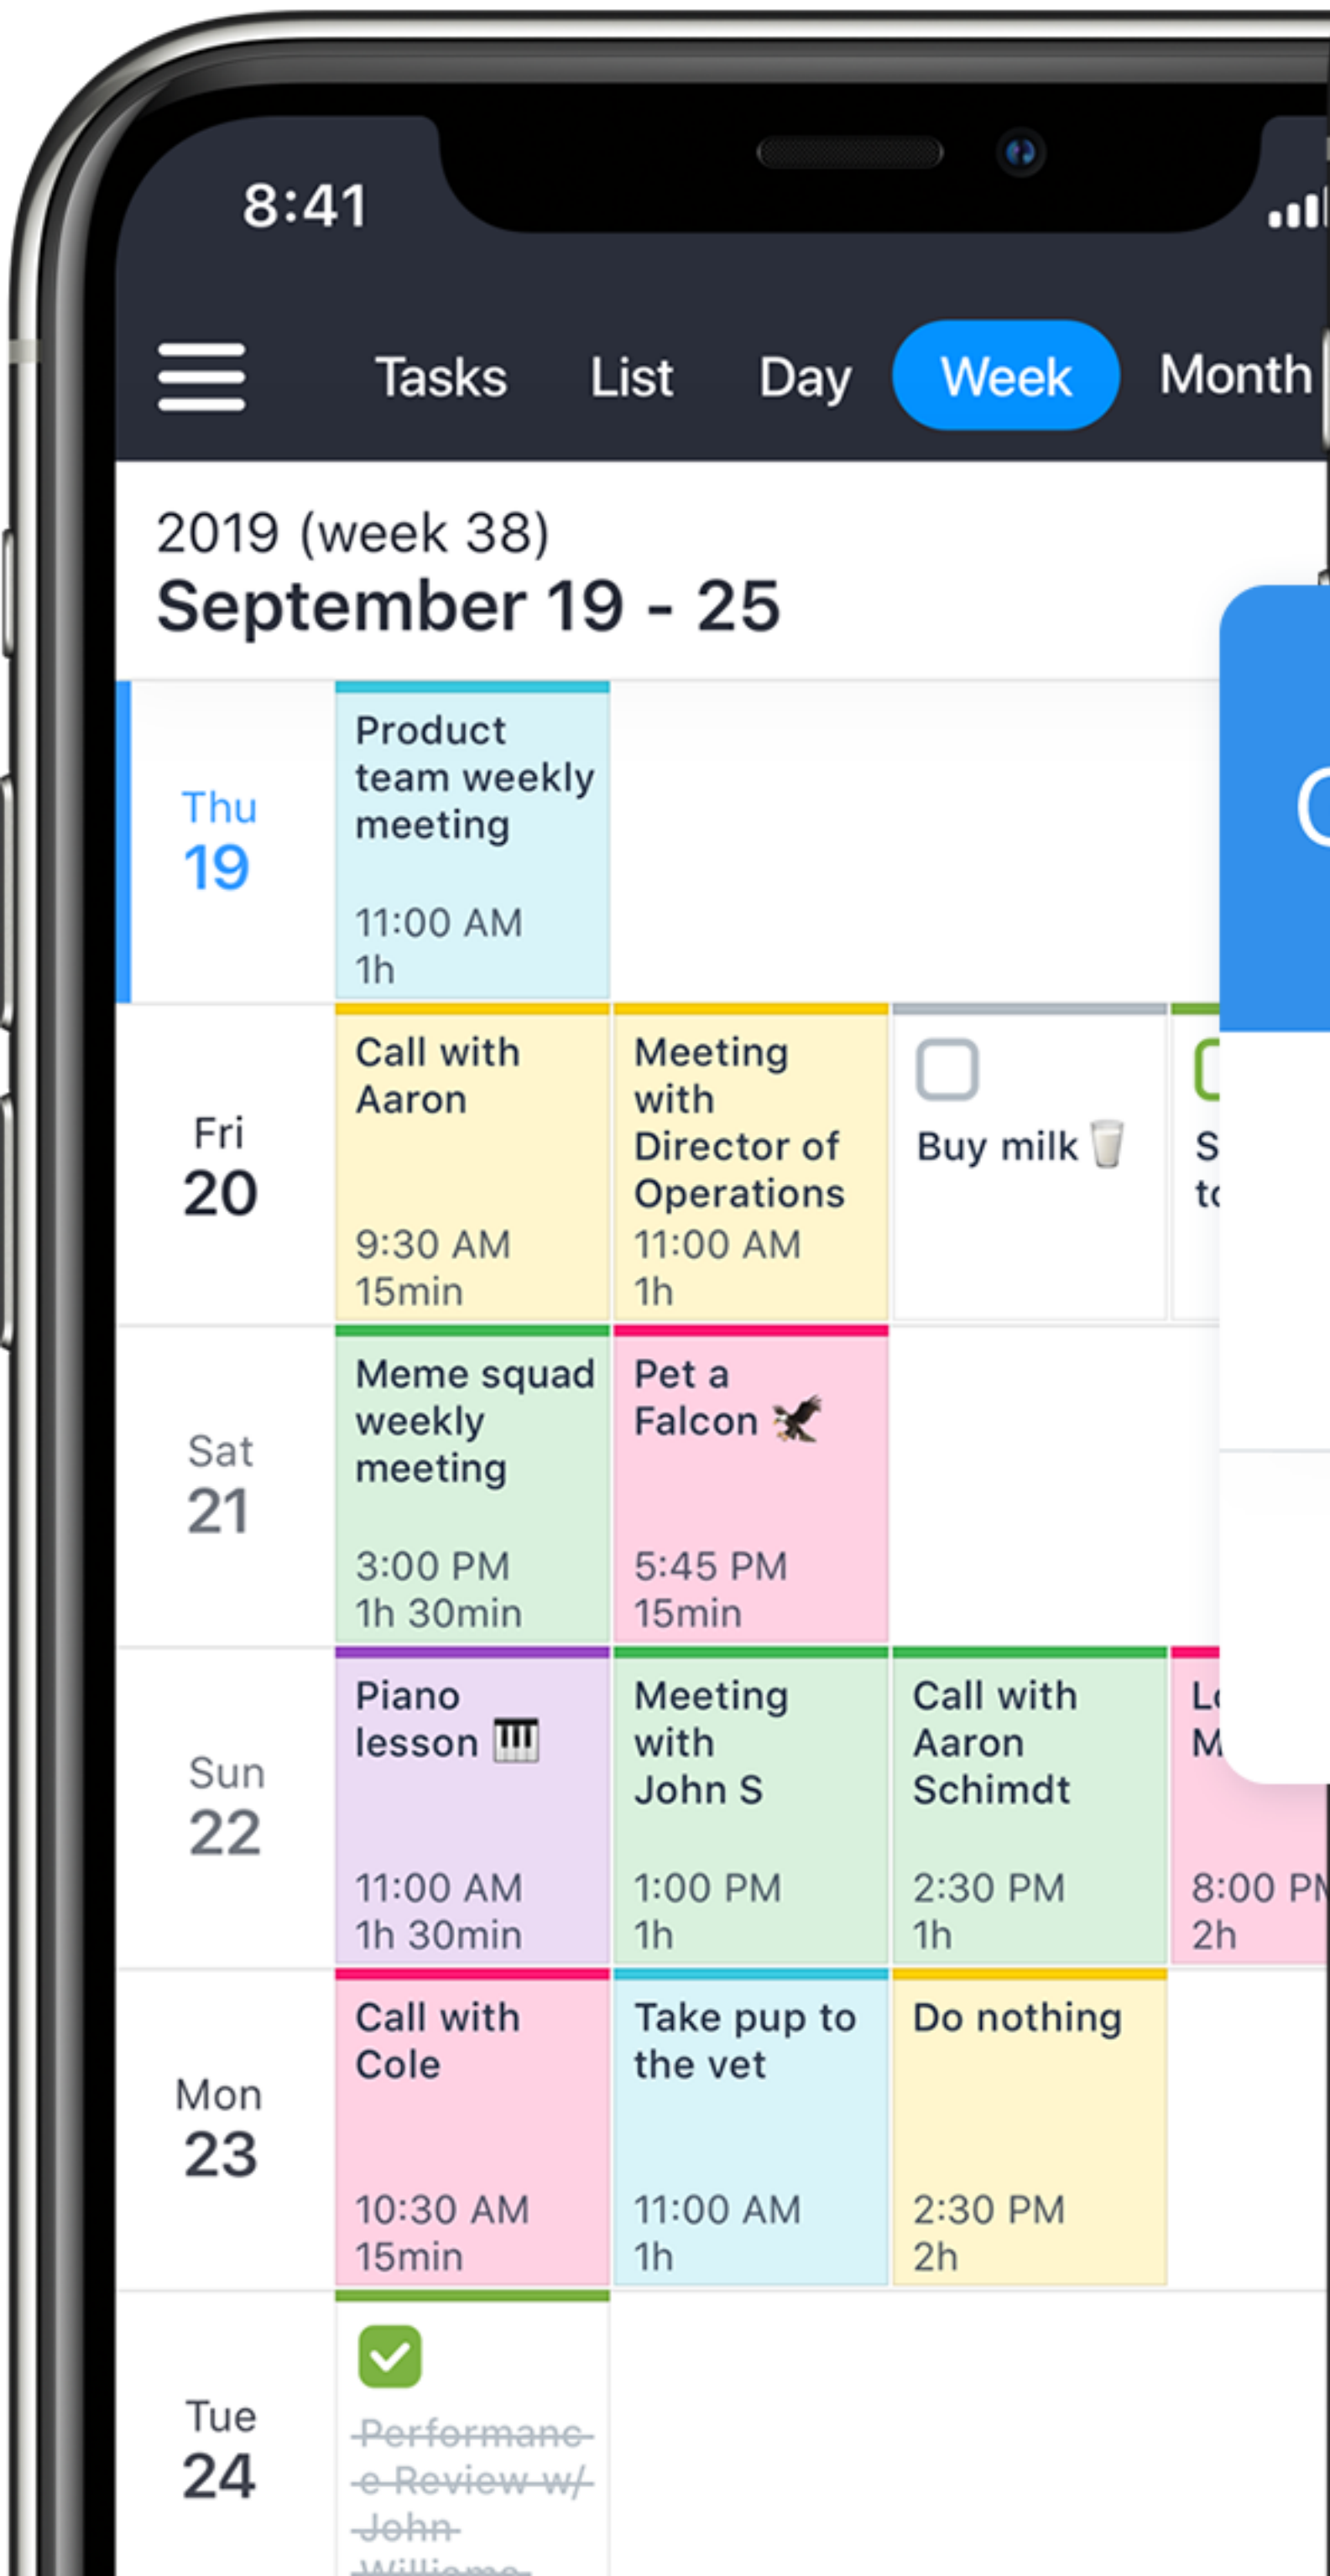 8:41
Tasks List Day Week Month
2019 (week 38)
September 19 - 25
Thu
19
Product
team weekly
meeting
11:00 AM
1h
Fri
20
Call with
Aaron
9:30 AM
15min
Meeting
with
Director of
Operations
11:00 AM
1h
Buy milk
Sat
21
Meme squad
weekly
meeting
3:00 PM
1h 30min
Pet a
Falcon
5:45 PM
15min
Sun
22
Piano
lesson
11:00 AM
1h 30min
Meeting
with
John S
1:00 PM
1h
Call with
Aaron
Schimdt
2:30 PM
1h
8:00 PM
2h
Mon
23
Call with
Cole
10:30 AM
15min
Take pup to
the vet
11:00 AM
1h
Do nothing
2:30 PM
2h
Tue
24
Performanc
e Review w/
John
Williams